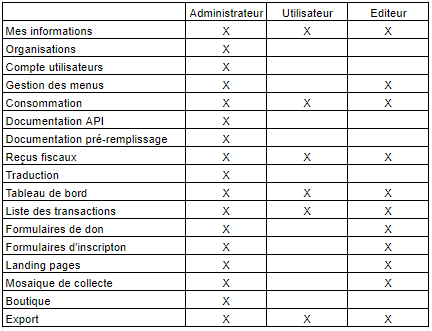 Administrateur Utilisateur Editeur
Mes informations X X X
Organisations X
Compte utilisateurs X
Gestion des menus X X
Consommation X X X
Documentation API X
Documentation pré-remplissage X
Reçus fiscaux X X X
Traduction X
Tableau de bord X X X
Liste des transactions X X X
Formulaires de don X X
Formulaires d'inscripton X X
Landing pages X X
Mosaique de collecte X X
Boutique X
Export X X X